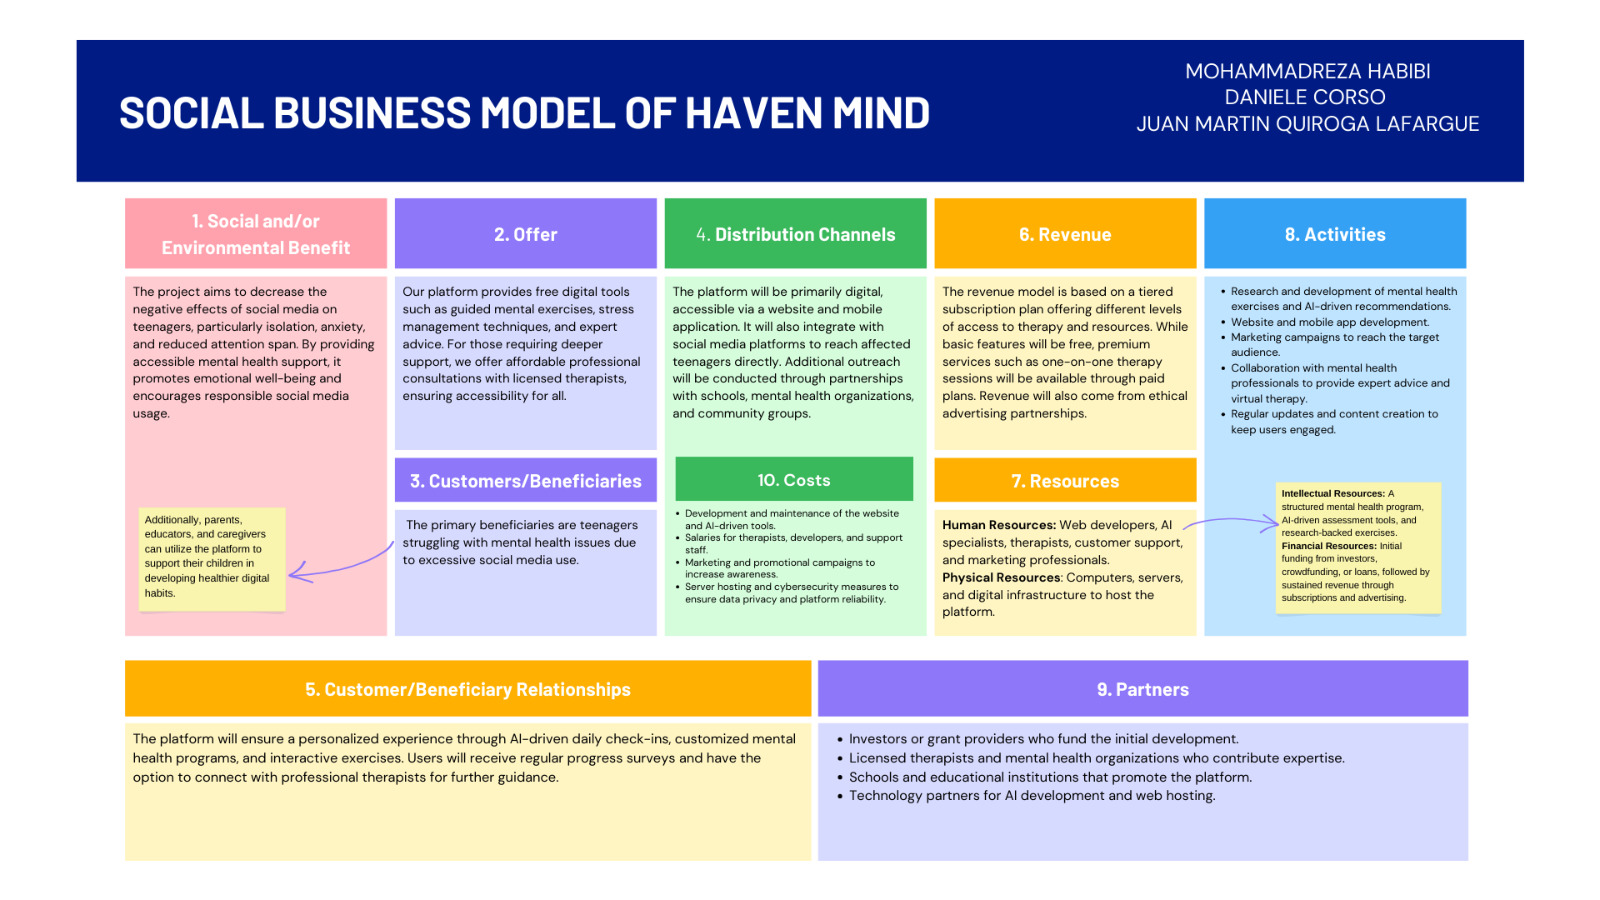 SOCIAL BUSINESS MODEL OF HAVEN MIND
MOHAMMADREZA HABIBI
DANIELE CORSO
JUAN MARTIN QUIROGA LAFARGUE
1. Social and/or
Environmental Benefit
The project aims to decrease the
negative effects of social media on
teenagers, particularly isolation, anxiety,
and reduced attention span. By providing
accessible mental health support, it
promotes emotional well-being and
encourages responsible social media
usage.
Additionally, parents,
educators, and caregivers
can utilize the platform to
support their children in
developing healthier digital
habits.
2. Offer
Our platform provides free digital tools
such as guided mental exercises, stress
management techniques, and expert
advice. For those requiring deeper
support, we offer affordable professional
consultations with licensed therapists,
ensuring accessibility for all.
3. Customers/Beneficiaries
The primary beneficiaries are teenagers
struggling with mental health issues due
to excessive social media use.
4. Distribution Channels
The platform will be primarily digital,
accessible via a website and mobile
application. It will also integrate with
social media platforms to reach affected
teenagers directly. Additional outreach
will be conducted through partnerships
with schools, mental health organizations,
and community groups.
10. Costs
• Development and maintenance of the website
and AI-driven tools.
• Salaries for therapists, developers, and support
staff.
• Marketing and promotional campaigns to
increase awareness.
• Server hosting and cybersecurity measures to
ensure data privacy and platform reliability.
6. Revenue
The revenue model is based on a tiered
subscription plan offering different levels
of access to therapy and resources. While
basic features will be free, premium
services such as one-on-one therapy
sessions will be available through paid
plans. Revenue will also come from ethical
advertising partnerships.
7. Resources
Human Resources: Web developers, AI
specialists, therapists, customer support,
and marketing professionals.
Physical Resources: Computers, servers,
and digital infrastructure to host the
platform.
8. Activities
• Research and development of mental health
exercises and AI-driven recommendations.
• Website and mobile app development.
• Marketing campaigns to reach the target
audience.
• Collaboration with mental health
professionals to provide expert advice and
virtual therapy.
• Regular updates and content creation to
keep users engaged.
Intellectual Resources: A
structured mental health program,
AI-driven assessment tools, and
research-backed exercises.
Financial Resources: Initial
funding from investors,
crowdfunding, or loans, followed by
sustained revenue through
subscriptions and advertising.
5. Customer/Beneficiary Relationships
The platform will ensure a personalized experience through AI-driven daily check-ins, customized mental
health programs, and interactive exercises. Users will receive regular progress surveys and have the
option to connect with professional therapists for further guidance.
9. Partners
• Investors or grant providers who fund the initial development.
• Licensed therapists and mental health organizations who contribute expertise.
• Schools and educational institutions that promote the platform.
• Technology partners for AI development and web hosting.